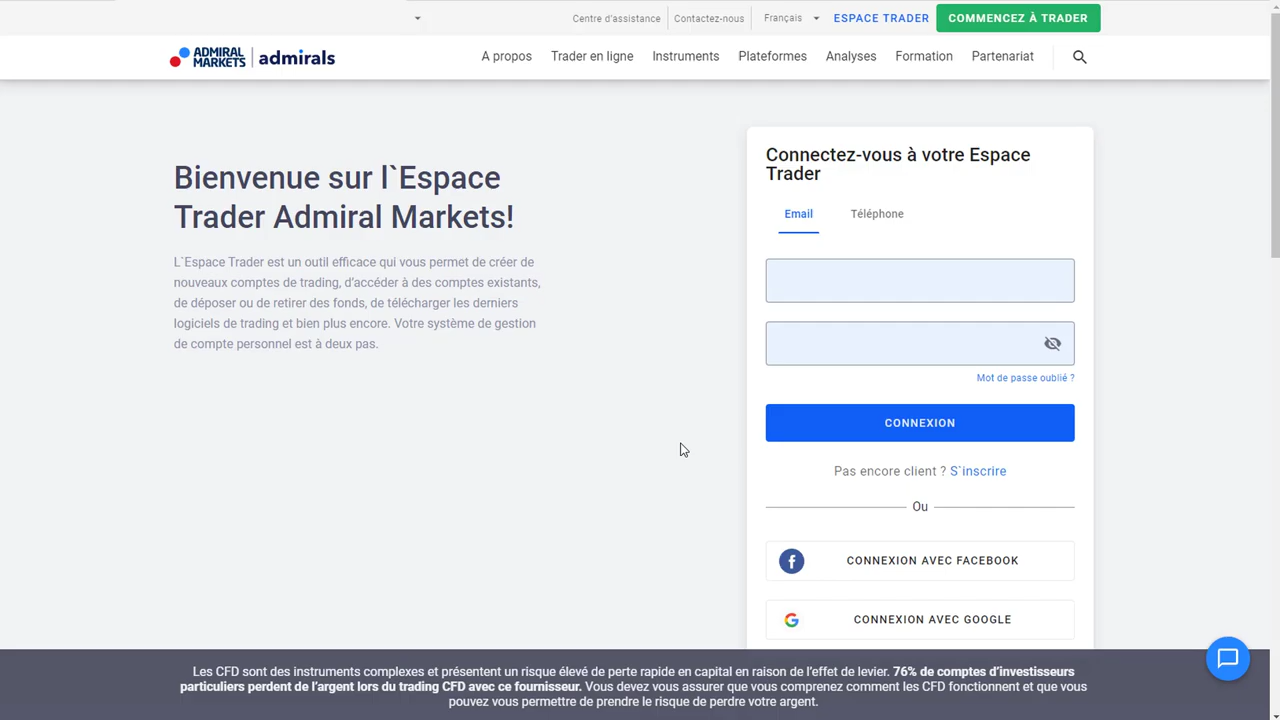 Centre d'assistance
Contactez-nous
Français
ESPACE TRADER
COMMENCEZ À TRADER
ADMIRAL MARKETS
admirals
A propos
Trader en ligne
Instruments
Plateformes
Analyses
Formation
Partenariat
Bienvenue sur l`Espace
Trader Admiral Markets!
L`Espace Trader est un outil efficace qui vous permet de créer de
nouveaux comptes de trading, d'accéder à des comptes existants,
de déposer ou de retirer des fonds, de télécharger les derniers
logiciels de trading et bien plus encore. Votre système de gestion
de compte personnel est à deux pas.
Connectez-vous à votre Espace
Trader
Email
Téléphone
Mot de passe oublié ?
CONNEXION
Pas encore client ? S`inscrire
Ou
CONNEXION AVEC FACEBOOK
CONNEXION AVEC GOOGLE
Les CFD sont des instruments complexes et présentent un risque élevé de perte rapide en capital en raison de l'effet de levier. 76% de comptes d'investisseurs
particuliers perdent de l'argent lors du trading CFD avec ce fournisseur. Vous devez vous assurer que vous comprenez comment les CFD fonctionnent et que vous
pouvez vous permettre de prendre le risque de perdre votre argent.